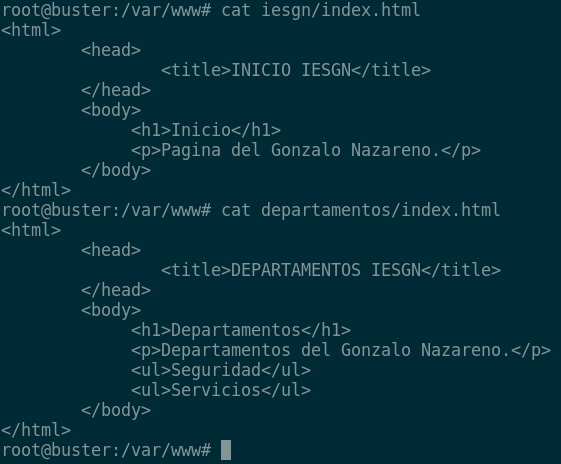 root@buster:/var/www# cat iesgn/index.html
<html>
        <head>
                <title>INICIO IESGN</title>
        </head>
        <body>
             <h1>Inicio</h1>
             <p>Pagina del Gonzalo Nazareno.</p>
        </body>
</html>
root@buster:/var/www# cat departamentos/index.html
<html>
        <head>
                <title>DEPARTAMENTOS IESGN</title>
        </head>
        <body>
             <h1>Departamentos</h1>
             <p>Departamentos del Gonzalo Nazareno.</p>
             <ul>Seguridad</ul>
             <ul>Servicios</ul>
        </body>
</html>
root@buster:/var/www#